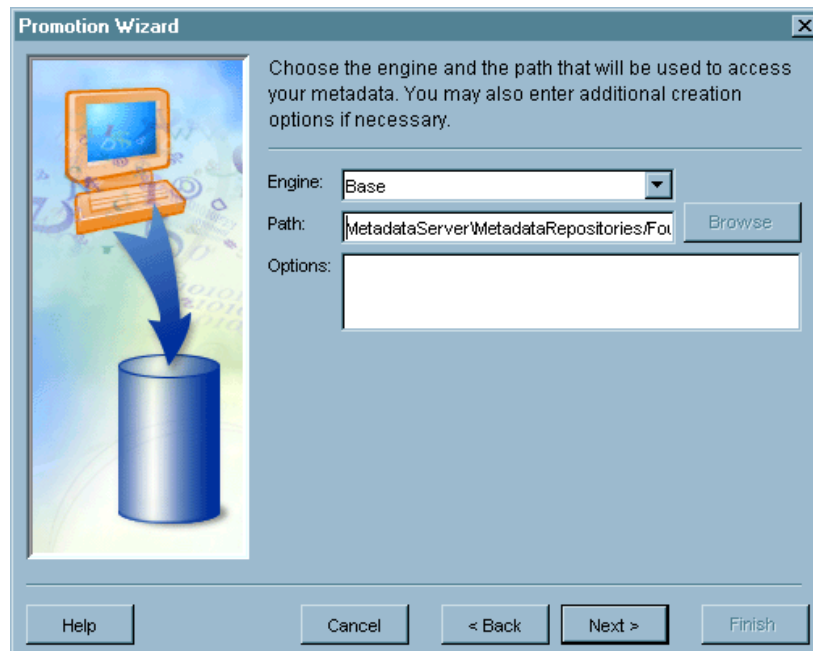 Promotion Wizard
Choose the engine and the path that will be used to access
your metadata. You may also enter additional creation
options if necessary.
Engine: Base
Path: MetadataServer\MetadataRepositories/Fou Browse
Options:
Help Cancel < Back Next > Finish